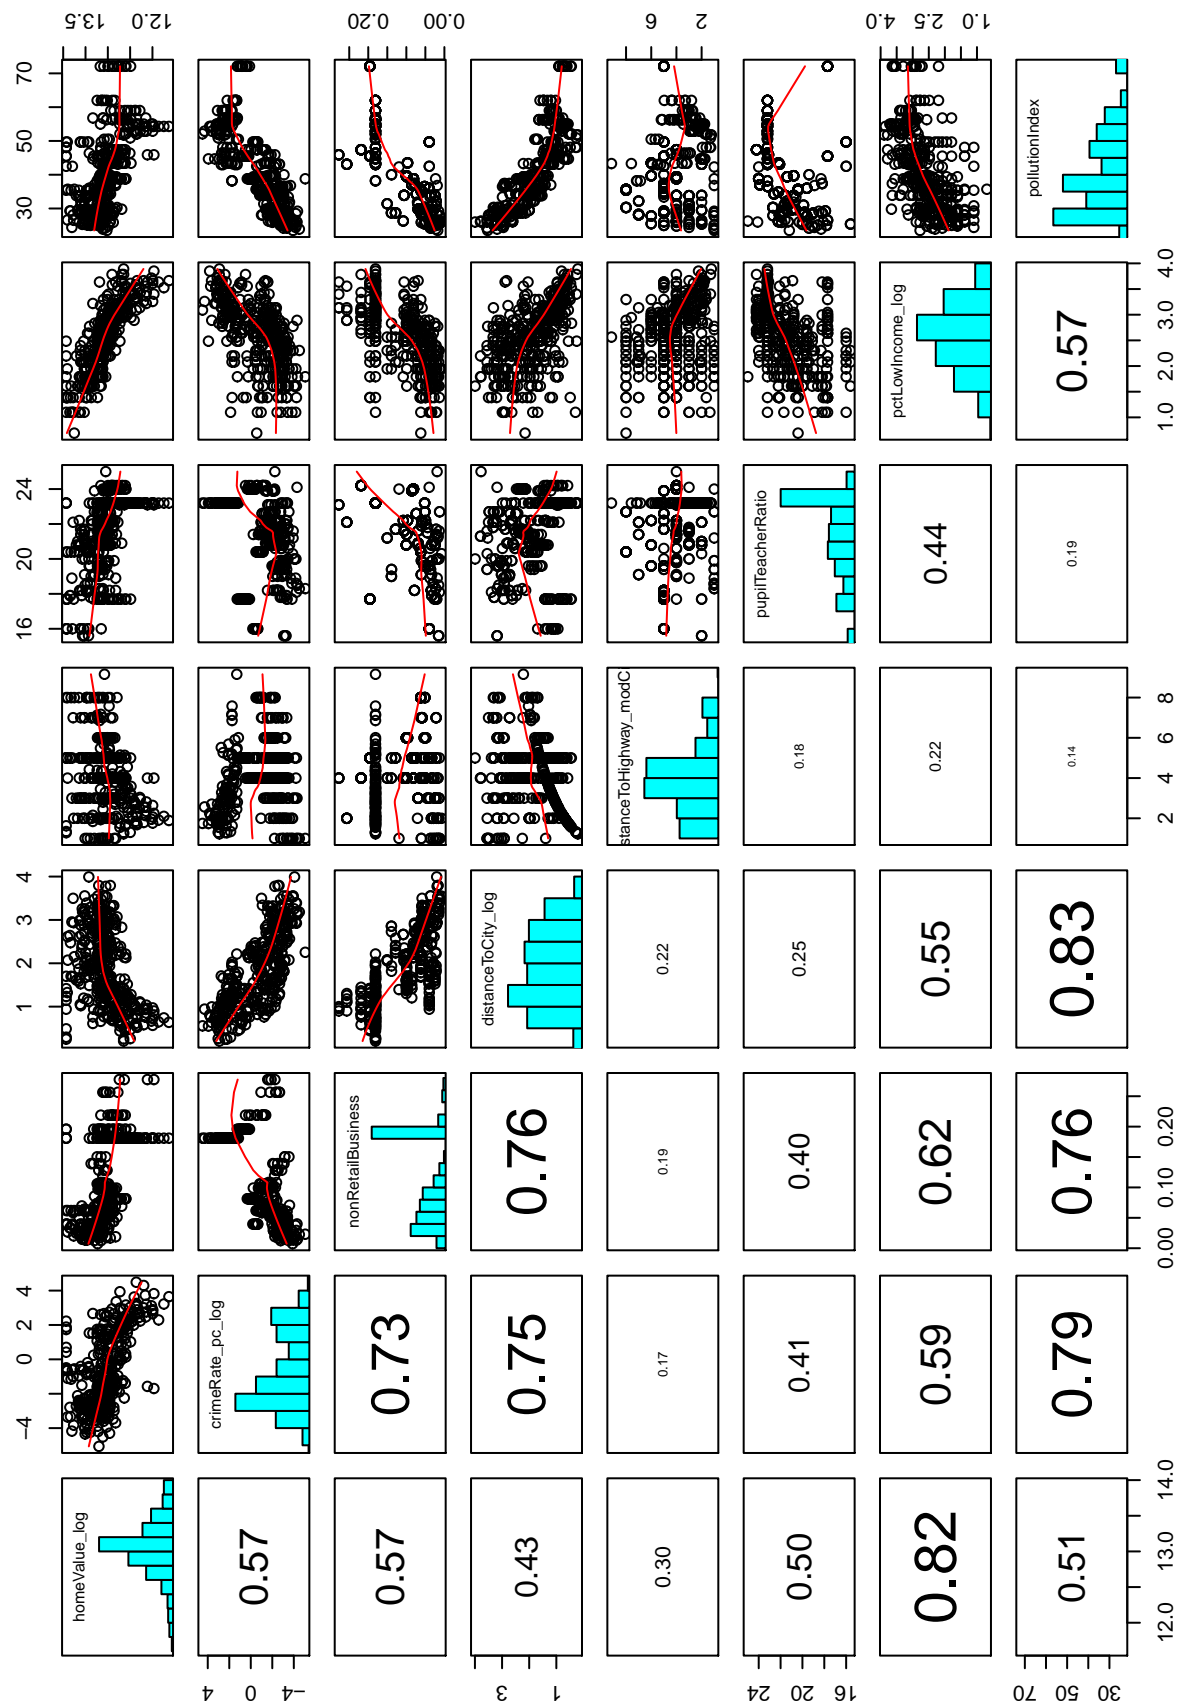 13.5 12.0
0.20 0.00
6 2
4.0 2.5 1.0
70 50 30
pollutionIndex
pctLowIncome_log
0.57
4.0 3.0 2.0 1.0
24 20 16
pupilTeacherRatio
0.44
0.19
stanceToHighway_modC
0.18
0.22
0.14
8 6 4 2
4 3 2 1
distanceToCity_log
0.22
0.25
0.55
0.83
nonRetailBusiness
0.76
0.19
0.40
0.62
0.76
0.20 0.10 0.00
4 2 0 −4
crimeRate_pc_log
0.73
0.75
0.17
0.41
0.59
0.79
homeValue_log
0.57
0.57
0.43
0.30
0.50
0.82
0.51
14.0 13.0 12.0
4 0 −4
3 1
24 20 16
70 50 30